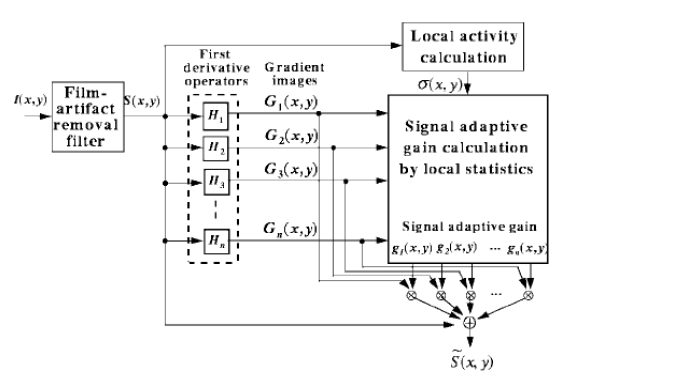 Local activity
calculation
First
derivative
operators
Gradient
images
σ(x, y)
I(x,y)
Film-
artifact
removal
filter
S(x,y)
H1
G1(x,y)
H2
G2(x,y)
H3
G3(x,y)
Hn
Gn(x,y)
Signal adaptive
gain calculation
by local statistics
Signal adaptive gain
g1(x,y) g2(x,y) ... gn(x,y)
...
S̃(x, y)